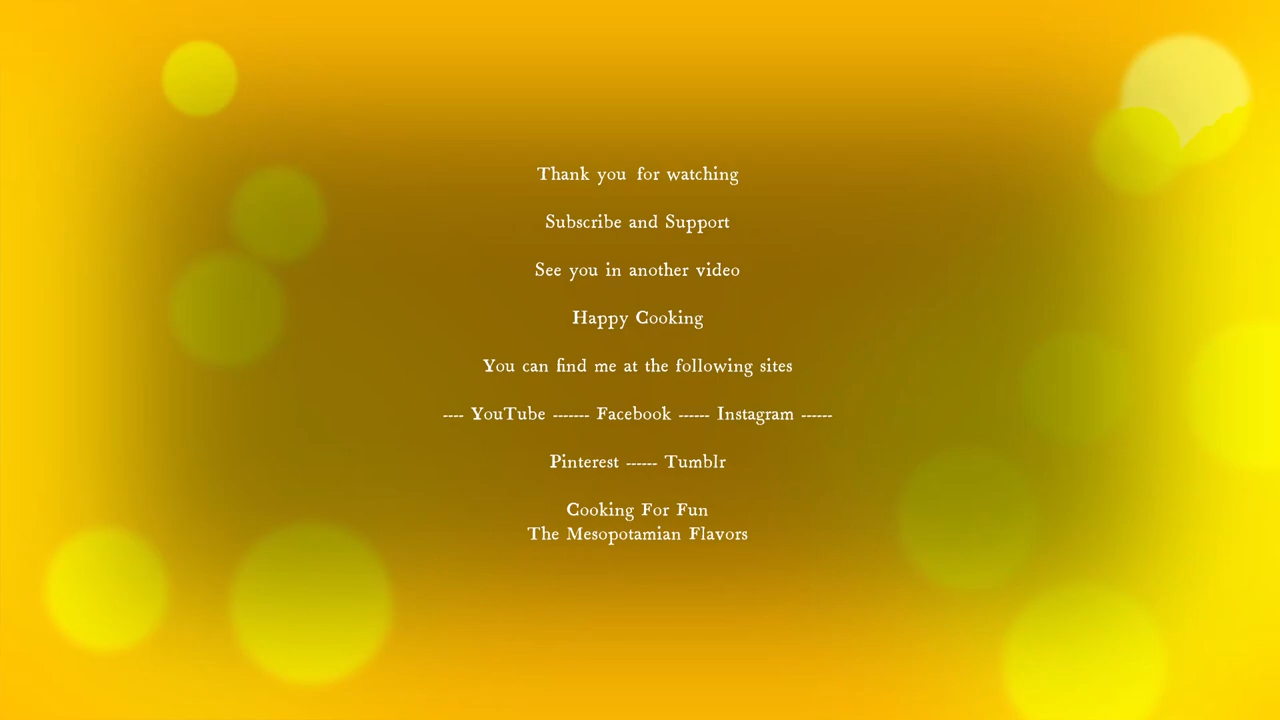 Thank you for watching
Subscribe and Support
See you in another video
Happy Cooking
You can find me at the following sites
---- YouTube ------- Facebook ------ Instagram ------
Pinterest ------ Tumblr
Cooking For Fun
The Mesopotamian Flavors